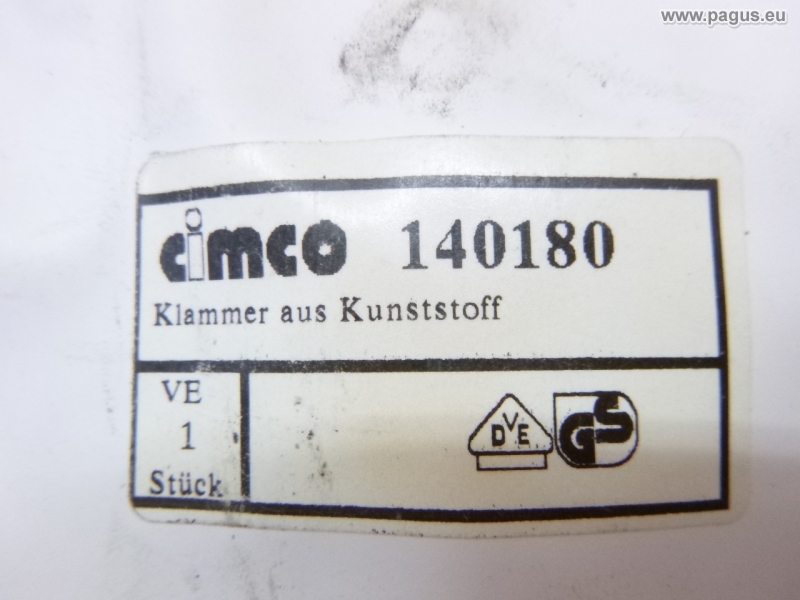 www.pagus.eu
cimco 140180
Klammer aus Kunststoff
VE
1
Stück
DVE
GS